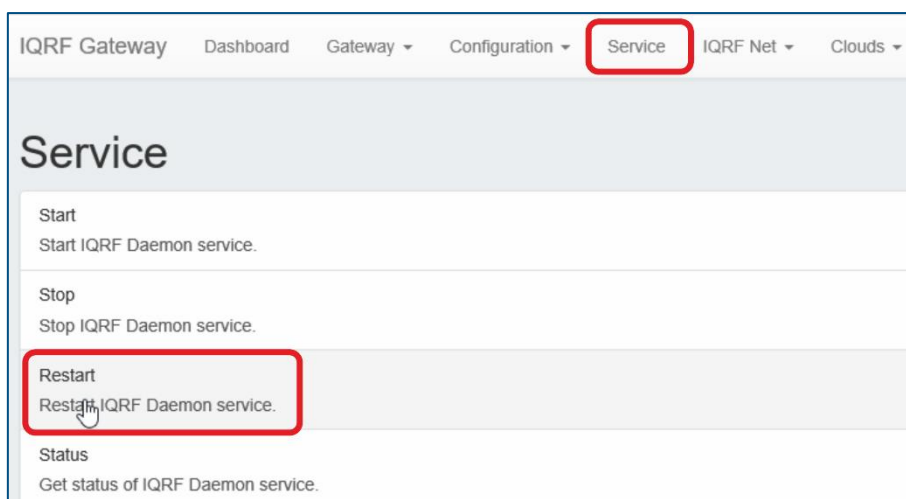 IQRF Gateway Dashboard Gateway Configuration Service IQRF Net Clouds
Service
Start
Start IQRF Daemon service.
Stop
Stop IQRF Daemon service.
Restart
Restart IQRF Daemon service.
Status
Get status of IQRF Daemon service.